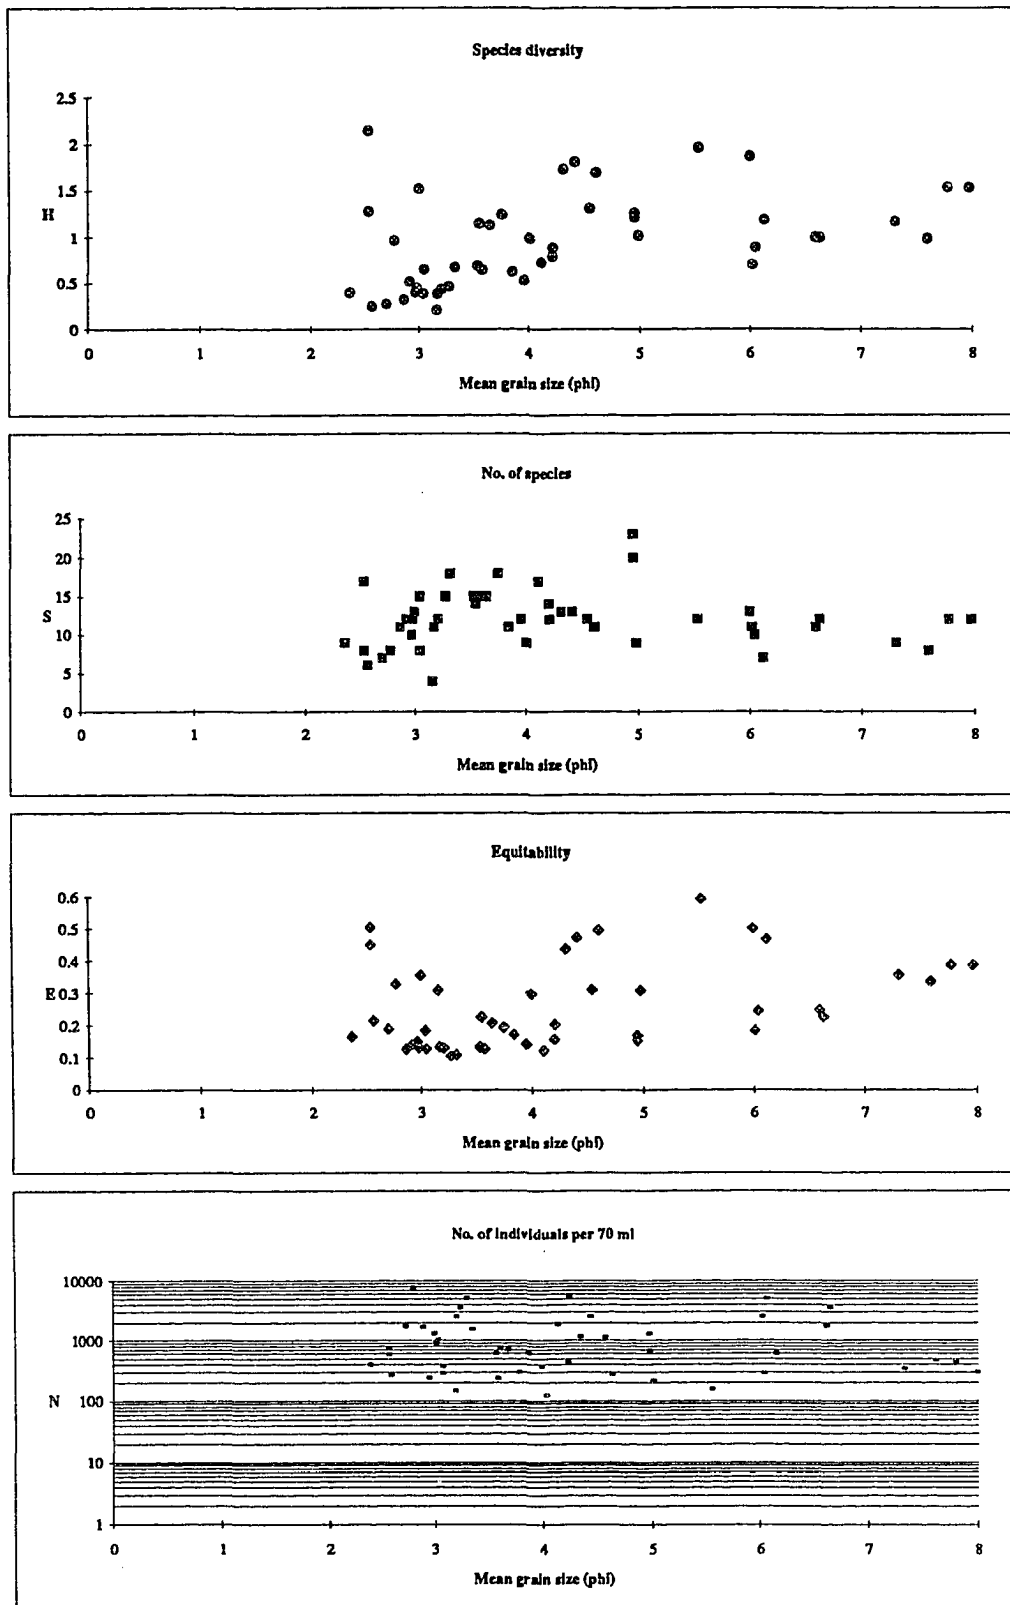 Species diversity
2.5
2
1.5
H
1
0.5
0
0 1 2 3 4 5 6 7 8
Mean grain size (phi)
No. of species
25
20
15
S
10
5
0
0 1 2 3 4 5 6 7 8
Mean grain size (phi)
Equitability
0.6
0.5
0.4
E 0.3
0.2
0.1
0
0 1 2 3 4 5 6 7 8
Mean grain size (phi)
No. of individuals per 70 ml
10000
1000
N 100
10
1
0 1 2 3 4 5 6 7 8
Mean grain size (phi)